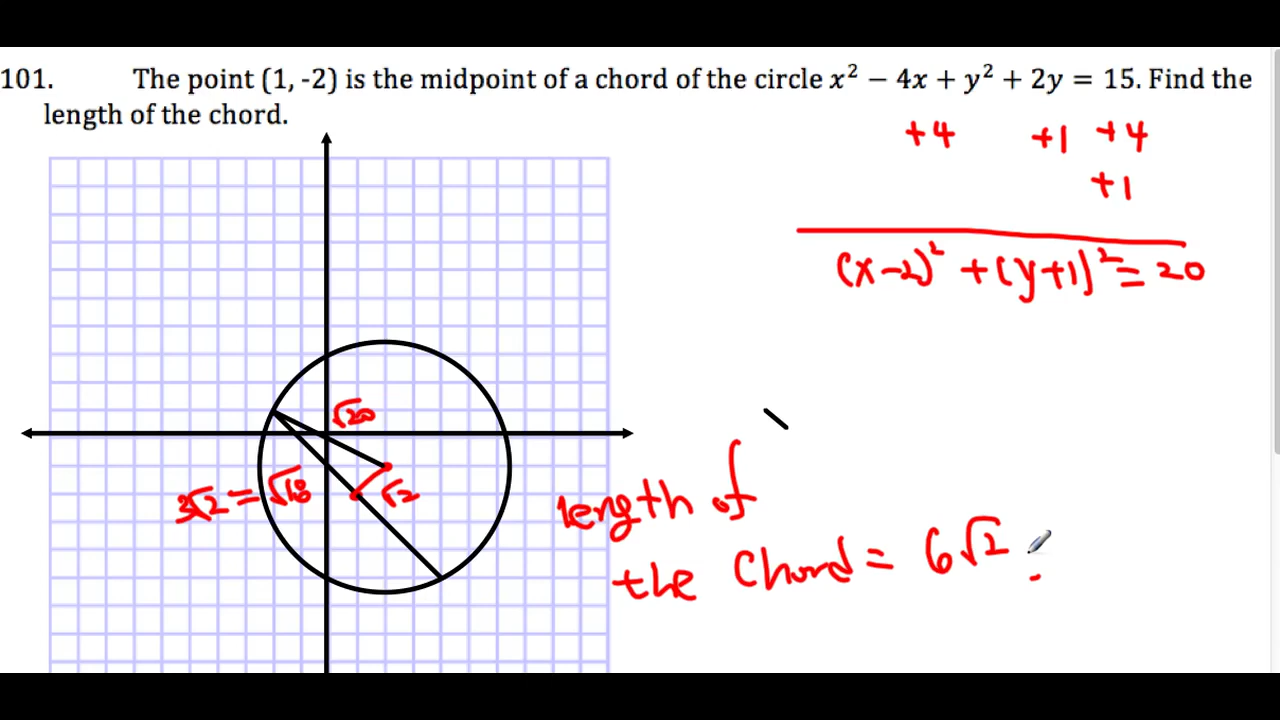 101. The point (1, -2) is the midpoint of a chord of the circle x² − 4x + y² + 2y = 15. Find the
length of the chord.
+4 +1 +4
+1
(x-2)² + (y+1)² = 20
√20
3√2 = √18
√2
length of
the chord = 6√2